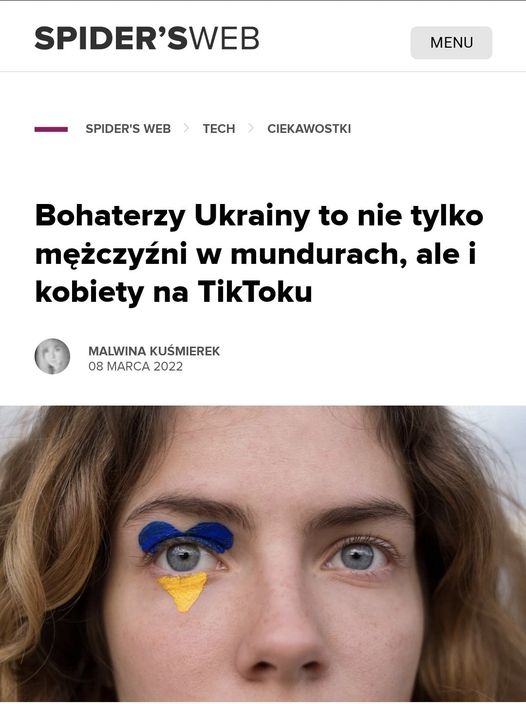 SPIDER'SWEB
MENU
SPIDER'S WEB > TECH > CIEKAWOSTKI
Bohaterzy Ukrainy to nie tylko
mężczyźni w mundurach, ale i
kobiety na TikToku
MALWINA KUŚMIEREK
08 MARCA 2022